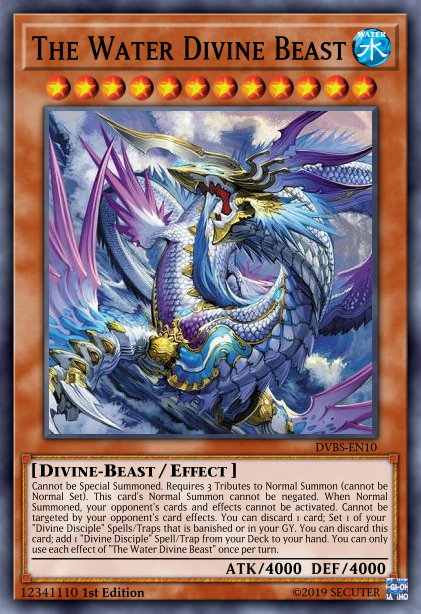 The Water Divine Beast
WATER
水
DVBS-EN10
[Divine-Beast / Effect ]
Cannot be Special Summoned. Requires 3 Tributes to Normal Summon (cannot be
Normal Set). This card's Normal Summon cannot be negated. When Normal
Summoned, your opponent's cards and effects cannot be activated. Cannot be
targeted by your opponent's card effects. You can discard 1 card; Set 1 of your
"Divine Disciple" Spells/Traps that is banished or in your GY. You can discard this
card; add 1 "Divine Disciple" Spell/Trap from your Deck to your hand. You can only
use each effect of "The Water Divine Beast" once per turn.
ATK/4000 DEF/4000
12341110 1st Edition
©2019 SECUTER